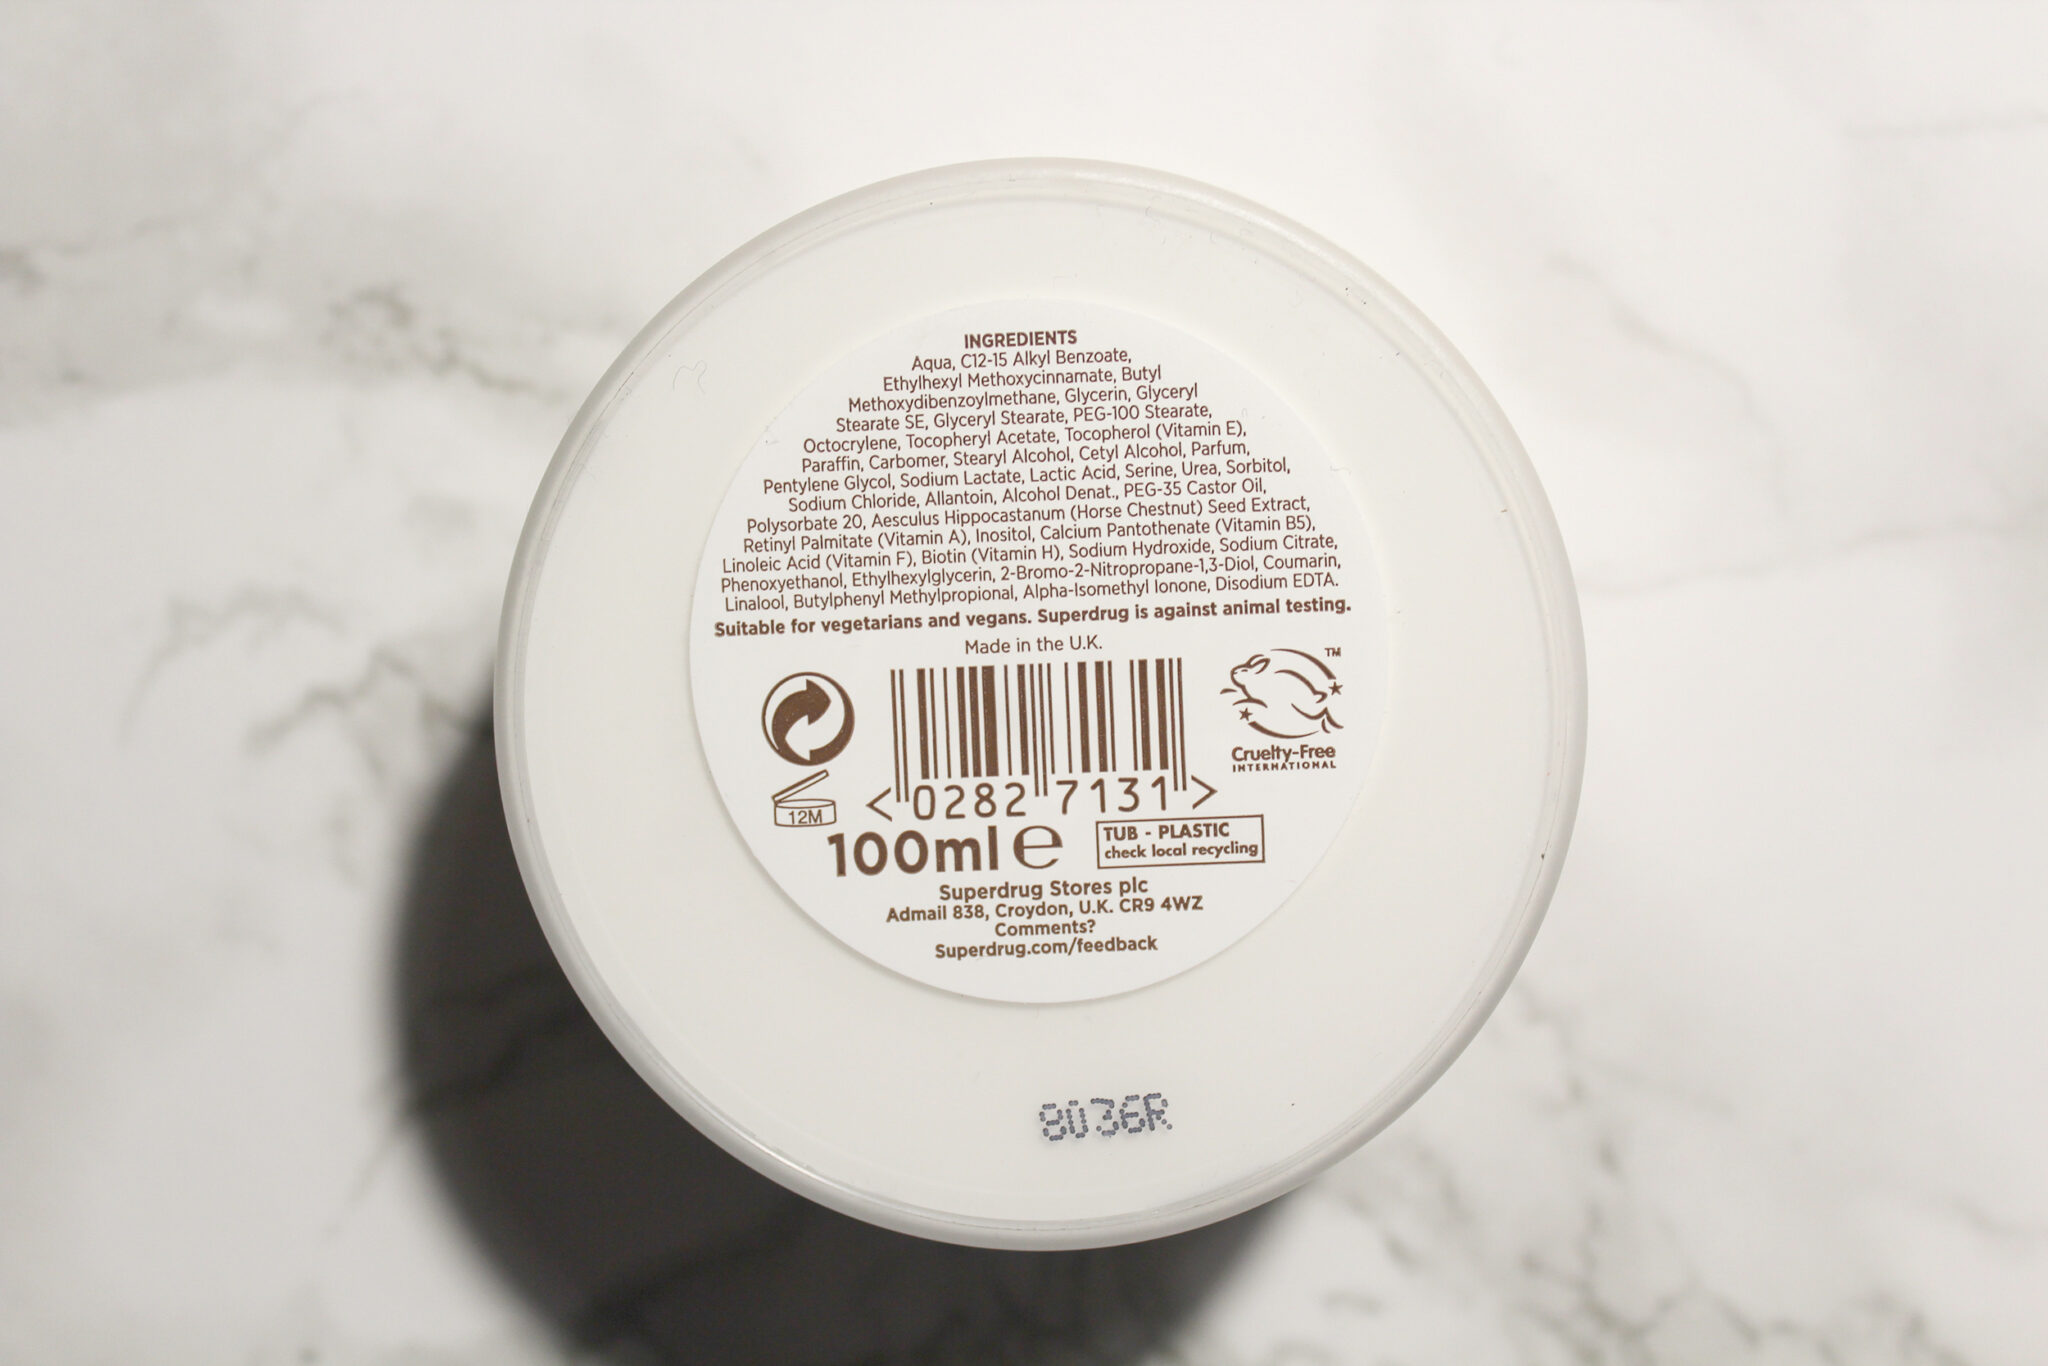 INGREDIENTS
Aqua, C12-15 Alkyl Benzoate,
Ethylhexyl Methoxycinnamate, Butyl
Methoxydibenzoylmethane, Glycerin, Glyceryl
Stearate SE, Glyceryl Stearate, PEG-100 Stearate,
Octocrylene, Tocopheryl Acetate, Tocopherol (Vitamin E),
Paraffin, Carbomer, Stearyl Alcohol, Cetyl Alcohol, Parfum,
Pentylene Glycol, Sodium Lactate, Lactic Acid, Serine, Urea, Sorbitol,
Sodium Chloride, Allantoin, Alcohol Denat., PEG-35 Castor Oil,
Polysorbate 20, Aesculus Hippocastanum (Horse Chestnut) Seed Extract,
Retinyl Palmitate (Vitamin A), Inositol, Calcium Pantothenate (Vitamin B5),
Linoleic Acid (Vitamin F), Biotin (Vitamin H), Sodium Hydroxide, Sodium Citrate,
Phenoxyethanol, Ethylhexylglycerin, 2-Bromo-2-Nitropropane-1,3-Diol, Coumarin,
Linalool, Butylphenyl Methylpropional, Alpha-Isomethyl Ionone, Disodium EDTA.
Suitable for vegetarians and vegans. Superdrug is against animal testing.
Made in the U.K.
TM
Cruelty-Free
INTERNATIONAL
12M
<0282 7131>
100ml e
TUB - PLASTIC
check local recycling
Superdrug Stores plc
Admail 838, Croydon, U.K. CR9 4WZ
Comments?
Superdrug.com/feedback
8036R